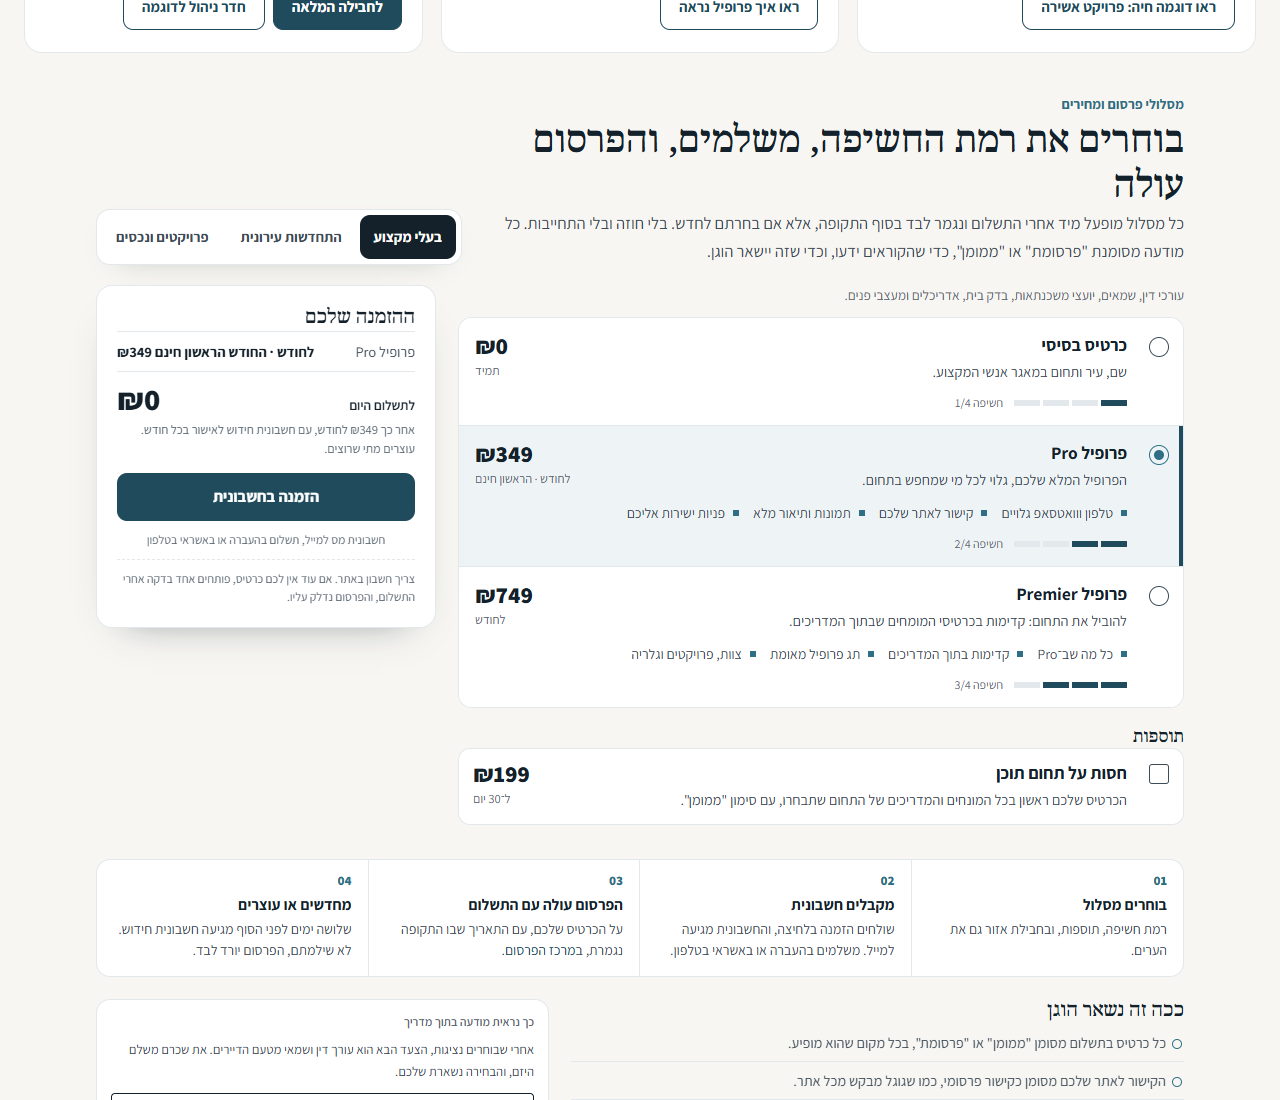 ראו דוגמה חיה: פרויקט אשירה
ראו איך פרופיל נראה
לחבילה המלאה
חדר ניהול לדוגמה
מסלולי פרסום ומחירים
בוחרים את רמת החשיפה, משלמים, והפרסום
עולה
כל מסלול מופעל מיד אחרי התשלום ונגמר לבד בסוף התקופה, אלא אם בחרתם לחדש. בלי חוזה ובלי התחייבות. כל
מודעה מסומנת "פרסומת" או "ממומן", כדי שהקוראים ידעו, וכדי שזה יישאר הוגן.
בעלי מקצוע
התחדשות עירונית
פרויקטים ונכסים
עורכי דין, שמאים, יועצי משכנתאות, בדק בית, אדריכלים ומעצבי פנים.
כרטיס בסיסי
₪0
שם, עיר ותחום במאגר אנשי המקצוע.
תמיד
חשיפה 1/4
פרופיל Pro
₪349
הפרופיל המלא שלכם, גלוי לכל מי שמחפש בתחום.
לחודש · הראשון חינם
טלפון וווואטסאפ גלויים
קישור לאתר שלכם
תמונות ותיאור מלא
פניות ישירות אליכם
חשיפה 2/4
פרופיל Premier
₪749
להוביל את התחום: קדימות בכרטיסי המומחים שבתוך המדריכים.
לחודש
כל מה שב־Pro
קדימות בתוך המדריכים
תג פרופיל מאומת
צוות, פרויקטים וגלריה
חשיפה 3/4
תוספות
חסות על תחום תוכן
₪199
הכרטיס שלכם ראשון בכל המונחים והמדריכים של התחום שתבחרו, עם סימון "ממומן".
ל־30 יום
ההזמנה שלכם
פרופיל Pro
₪349 לחודש · החודש הראשון חינם
לתשלום היום
₪0
אחר כך ₪349 לחודש, עם חשבונית חידוש לאישור בכל חודש.
עוצרים מתי שרוצים.
הזמנה בחשבונית
חשבונית מס למייל, תשלום בהעברה או באשראי בטלפון
צריך חשבון באתר. אם עוד אין לכם כרטיס, פותחים אחד בדקה אחרי
התשלום, והפרסום נדלק עליו.
01
בוחרים מסלול
רמת חשיפה, תוספות, ובחבילת אזור גם את
הערים.
02
מקבלים חשבונית
שולחים הזמנה בלחיצה, והחשבונית מגיעה
למייל. משלמים בהעברה או באשראי בטלפון.
03
הפרסום עולה עם התשלום
על הכרטיס שלכם, עם התאריך שבו התקופה
נגמרת, במרכז הפרסום.
04
מחדשים או עוצרים
שלושה ימים לפני הסוף מגיעה חשבונית חידוש.
לא שילמתם, הפרסום יורד לבד.
ככה זה נשאר הוגן
כל כרטיס בתשלום מסומן "ממומן" או "פרסומת", בכל מקום שהוא מופיע.
הקישור לאתר שלכם מסומן כקישור פרסומי, כמו שגוגל מבקש מכל אתר.
כך נראית מודעה בתוך מדריך
אחרי שבוחרים נציגות, הצעד הבא הוא עורך דין ושמאי מטעם הדיירים. את שכרם משלם
היזם, והבחירה נשארת שלכם.